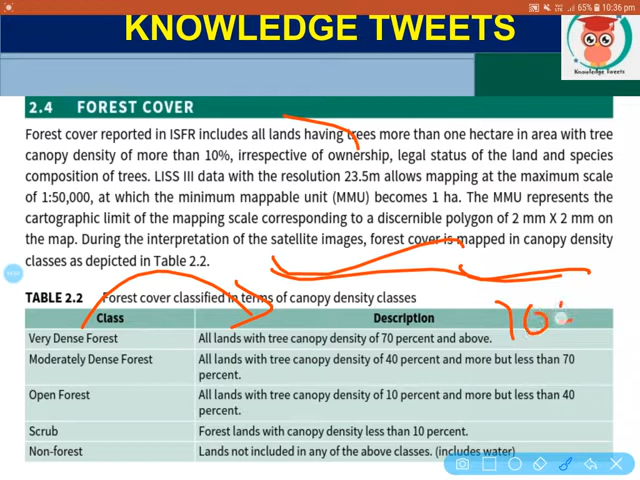 65% 10:36 pm
KNOWLEDGE TWEETS
Knowledge Tweets
2.4 FOREST COVER
Forest cover reported in ISFR includes all lands having trees more than one hectare in area with tree
canopy density of more than 10%, irrespective of ownership, legal status of the land and species
composition of trees. LISS III data with the resolution 23.5m allows mapping at the maximum scale
of 1:50,000, at which the minimum mappable unit (MMU) becomes 1 ha. The MMU represents the
cartographic limit of the mapping scale corresponding to a discernible polygon of 2 mm X 2 mm on
the map. During the interpretation of the satellite images, forest cover is mapped in canopy density
classes as depicted in Table 2.2.
TABLE 2.2 Forest cover classified in terms of canopy density classes
70
Class Description
Very Dense Forest All lands with tree canopy density of 70 percent and above.
Moderately Dense Forest All lands with tree canopy density of 40 percent and more but less than 70
percent.
Open Forest All lands with tree canopy density of 10 percent and more but less than 40
percent.
Scrub Forest lands with canopy density less than 10 percent.
Non-forest Lands not included in any of the above classes. (includes water)